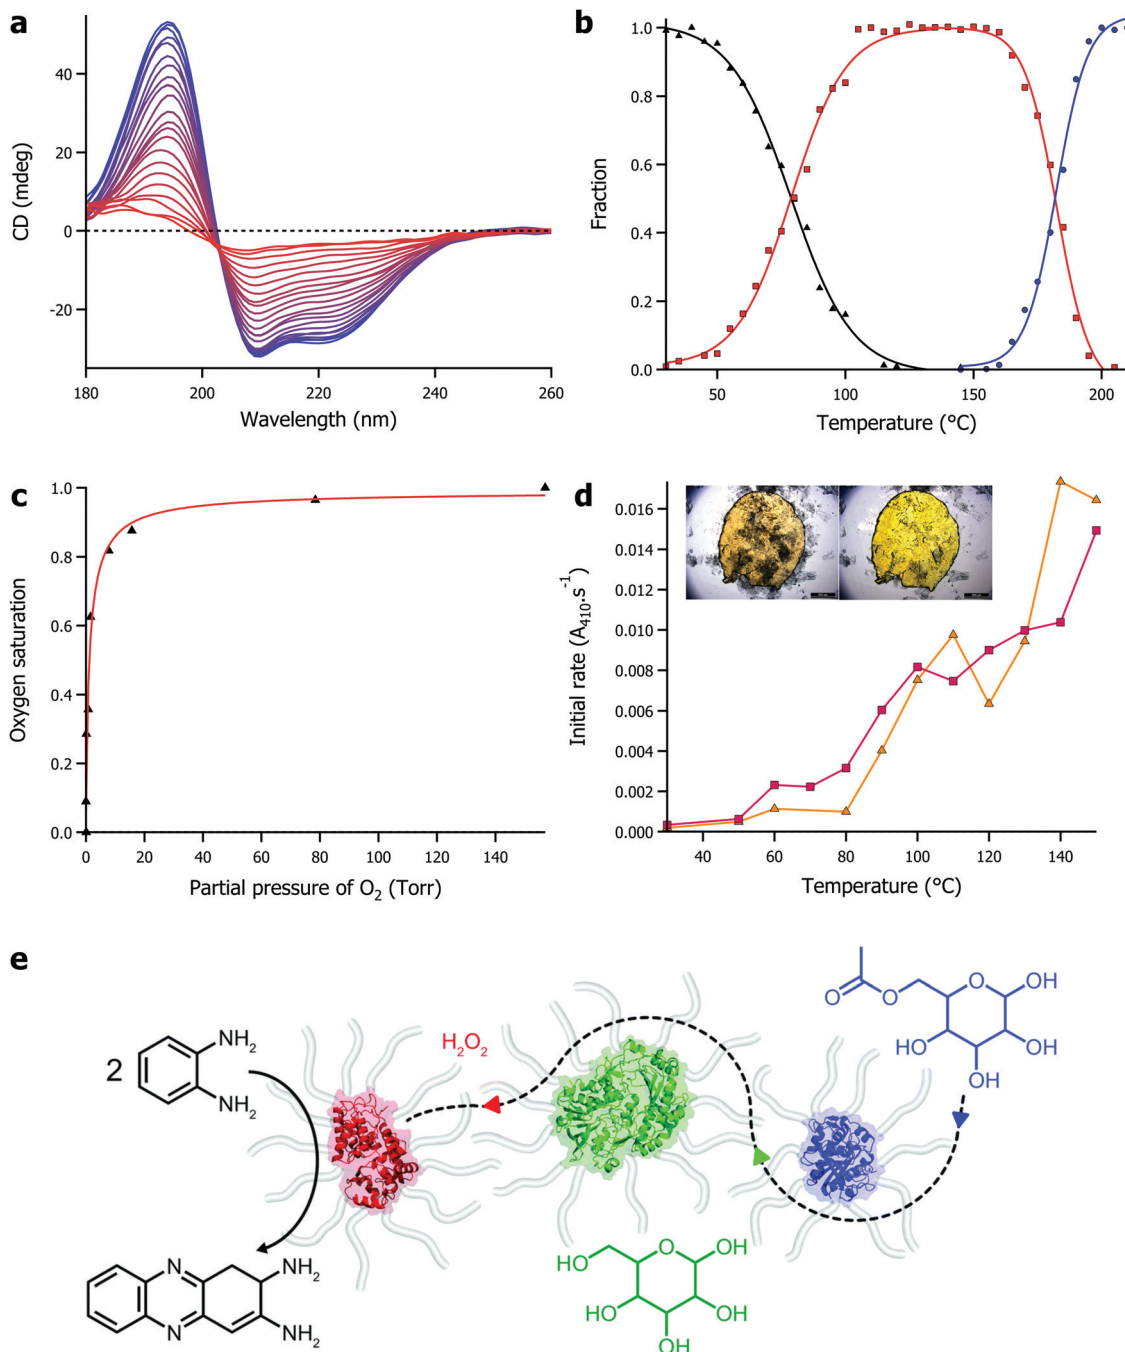 a
CD (mdeg)
40
20
0
-20
180
200
220
240
260
Wavelength (nm)
b
Fraction
1.0
0.8
0.6
0.4
0.2
0.0
50
100
150
200
Temperature (°C)
c
Oxygen saturation
1.0
0.8
0.6
0.4
0.2
0.0
0
20
40
60
80
100
120
140
Partial pressure of O₂ (Torr)
d
Initial rate (A₄₁₀.s⁻¹)
0.016
0.014
0.012
0.010
0.008
0.006
0.004
0.002
0.000
40
60
80
100
120
140
Temperature (°C)
e
2
NH₂
NH₂
H₂O₂
O
O
O
OH
HO
OH
OH
N
N
NH₂
NH₂
HO
O
OH
HO
OH
OH